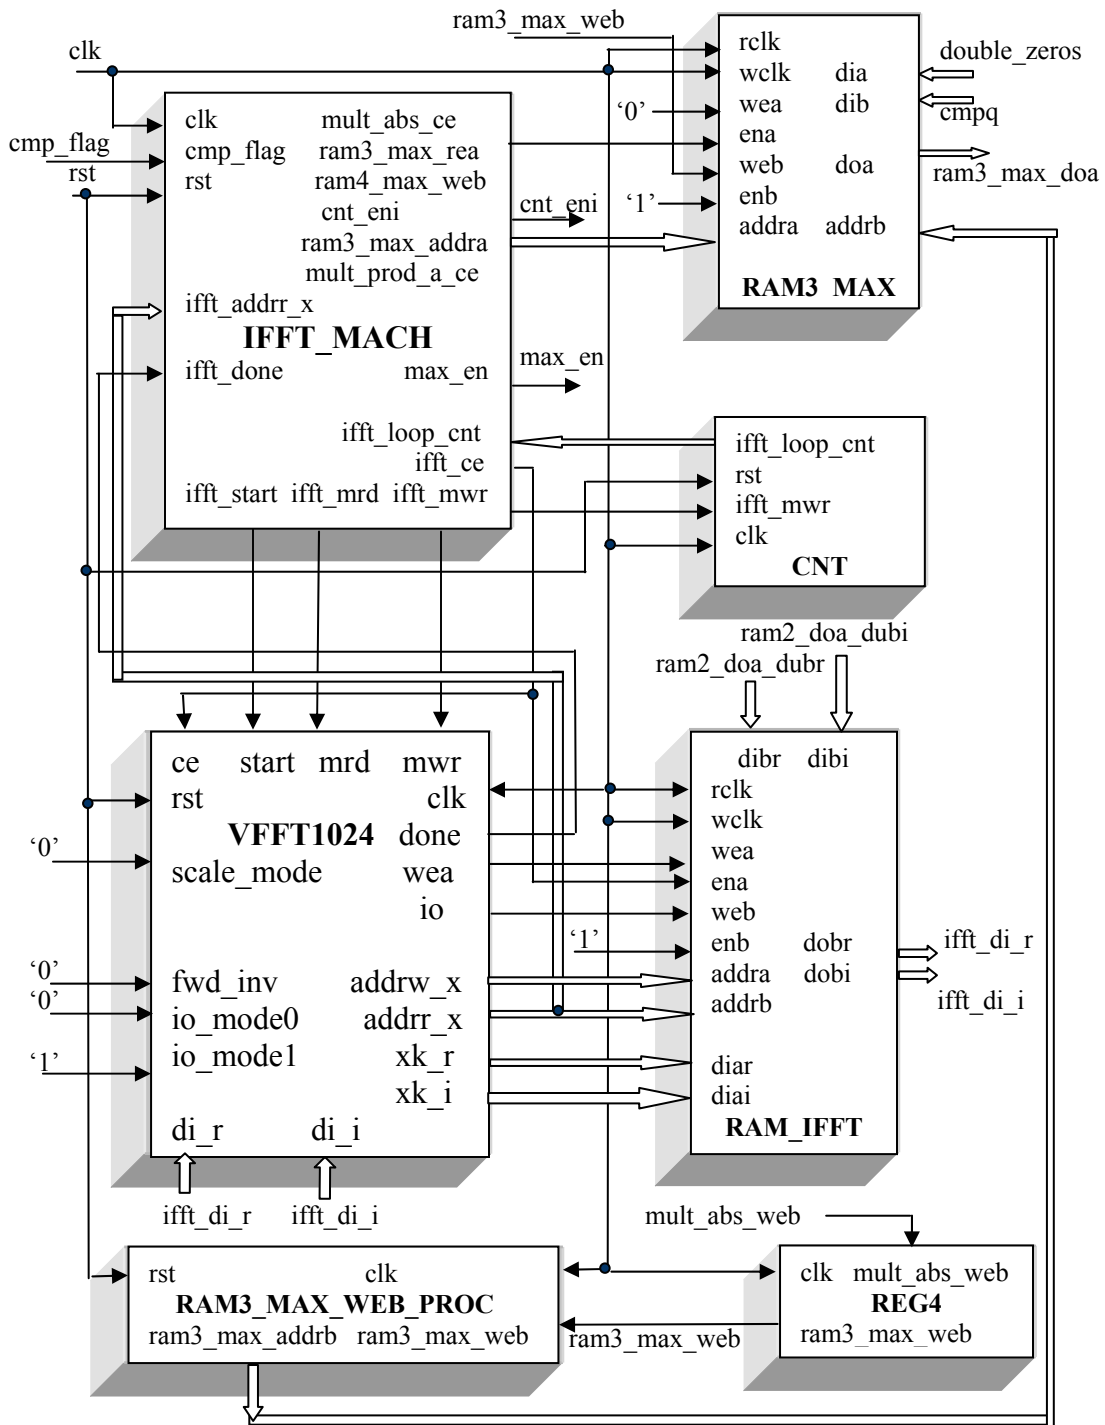 ram3_max_web
clk
rclk
double_zeros
wclk dia
'0'
wea dib
cmpq
ena
web doa
ram3_max_doa
'1'
enb
addra addrb
RAM3 MAX
clk mult_abs_ce
cmp_flag
cmp_flag ram3_max_rea
rst
rst ram4_max_web
cnt_eni
cnt_eni
ram3_max_addra
mult_prod_a_ce
ifft_addrr_x
IFFT_MACH
max_en
ifft_done max_en
ifft_loop_cnt
ifft_ce
ifft_start ifft_mrd ifft_mwr
ifft_loop_cnt
rst
ifft_mwr
clk
CNT
ram2_doa_dubi
ram2_doa_dubr
ce start mrd mwr
rst clk
VFFT1024 done
'0'
scale_mode wea
io
'0'
fwd_inv addrw_x
'0'
io_mode0 addrr_x
'1'
io_mode1 xk_r
xk_i
di_r di_i
ifft_di_r ifft_di_i
dibr dibi
rclk
wclk
wea
ena
web
'1'
enb dobr
ifft_di_r
addra dobi
addrb
ifft_di_i
diar
diai
RAM_IFFT
mult_abs_web
rst clk
RAM3_MAX_WEB_PROC
ram3_max_addrb ram3_max_web
ram3_max_web
clk mult_abs_web
REG4
ram3_max_web